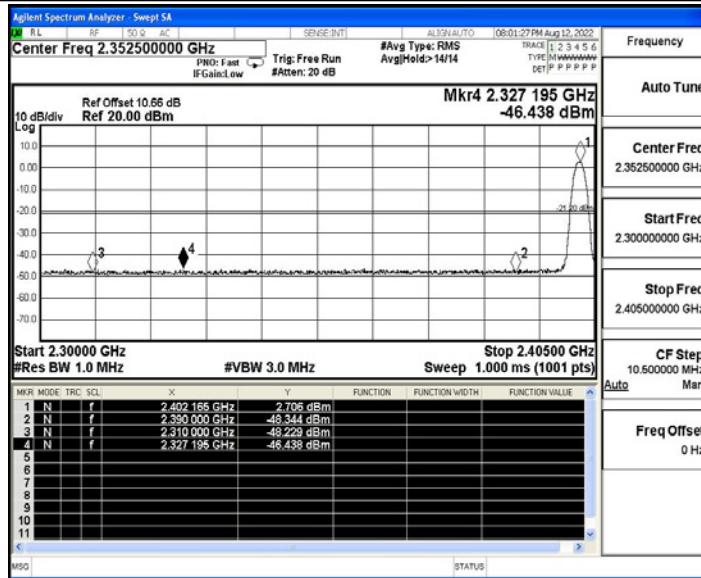 Agilent Spectrum Analyzer - Swept SA
RL RF 50 Ω AC SENSE:INT ALIGN AUTO 08:01:27 PM Aug 12, 2022
Center Freq 2.352500000 GHz
PNO: Fast
IFGain:Low
Trig: Free Run
#Atten: 20 dB
#Avg Type: RMS
Avg|Hold:> 14/14
TRACE 1 2 3 4 5 6
TYPE M
DET P P P P P P
Ref Offset 10.66 dB
10 dB/div Ref 20.00 dBm
Log
Mkr4 2.327 195 GHz
-46.438 dBm
10.0
0.00
-10.0
-20.0
-30.0
-40.0
-50.0
-60.0
-70.0
1
-21.20 dBm
2
3
4
Start 2.30000 GHz Stop 2.40500 GHz
#Res BW 1.0 MHz #VBW 3.0 MHz Sweep 1.000 ms (1001 pts)
MKR MODE TRC SCL X Y FUNCTION FUNCTION WIDTH FUNCTION VALUE
1 N f 2.402 165 GHz 2.706 dBm
2 N f 2.390 000 GHz -48.344 dBm
3 N f 2.310 000 GHz -48.229 dBm
4 N f 2.327 195 GHz -46.438 dBm
5
6
7
8
9
10
11
MSG STATUS
Frequency
Auto Tune
Center Freq
2.352500000 GHz
Start Freq
2.300000000 GHz
Stop Freq
2.405000000 GHz
CF Step
10.500000 MHz
Auto Man
Freq Offset
0 Hz